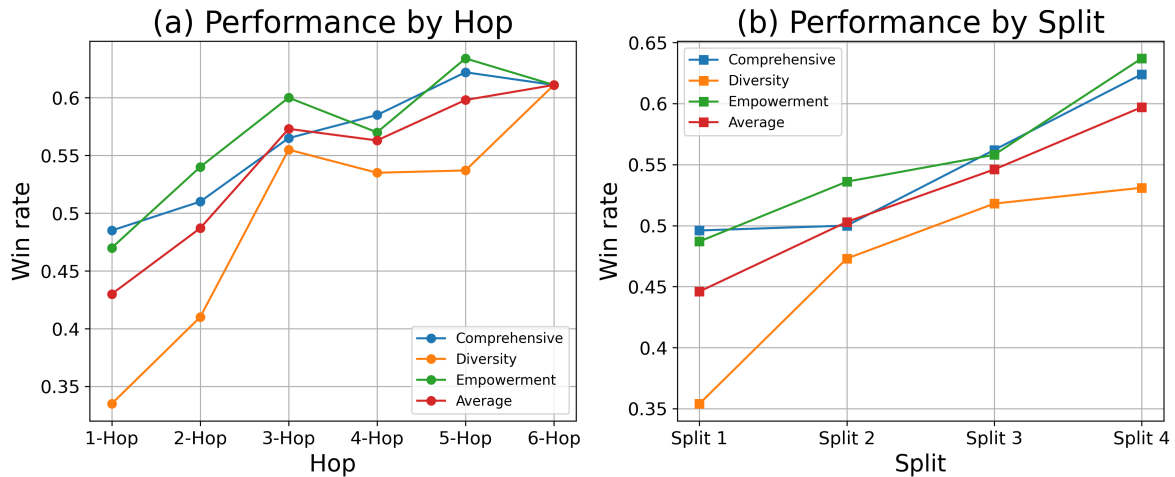 (a) Performance by Hop
Win rate
0.6
0.55
0.5
0.45
0.4
0.35
Comprehensive
Diversity
Empowerment
Average
1-Hop 2-Hop 3-Hop 4-Hop 5-Hop 6-Hop
Hop
(b) Performance by Split
Win rate
0.65
0.6
0.55
0.5
0.45
0.4
0.35
Comprehensive
Diversity
Empowerment
Average
Split 1 Split 2 Split 3 Split 4
Split